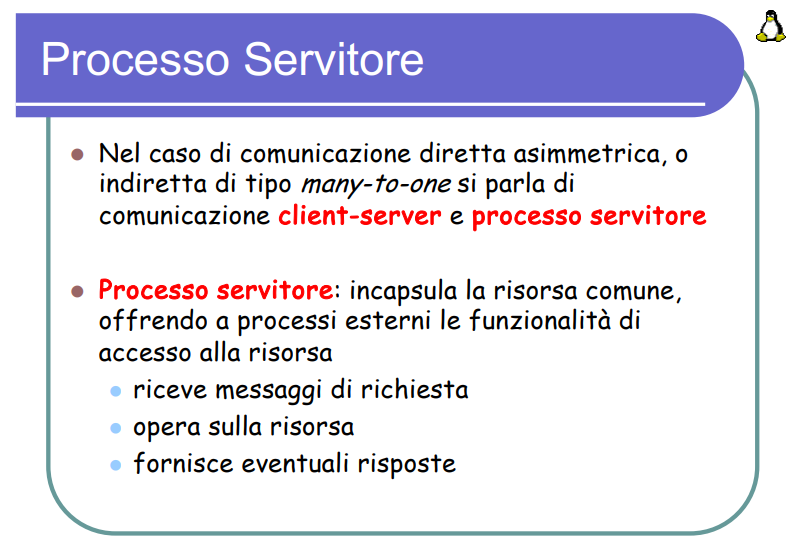 Processo Servitore
Nel caso di comunicazione diretta asimmetrica, o
indiretta di tipo many-to-one si parla di
comunicazione client-server e processo servitore
Processo servitore: incapsula la risorsa comune,
offrendo a processi esterni le funzionalità di
accesso alla risorsa
riceve messaggi di richiesta
opera sulla risorsa
fornisce eventuali risposte